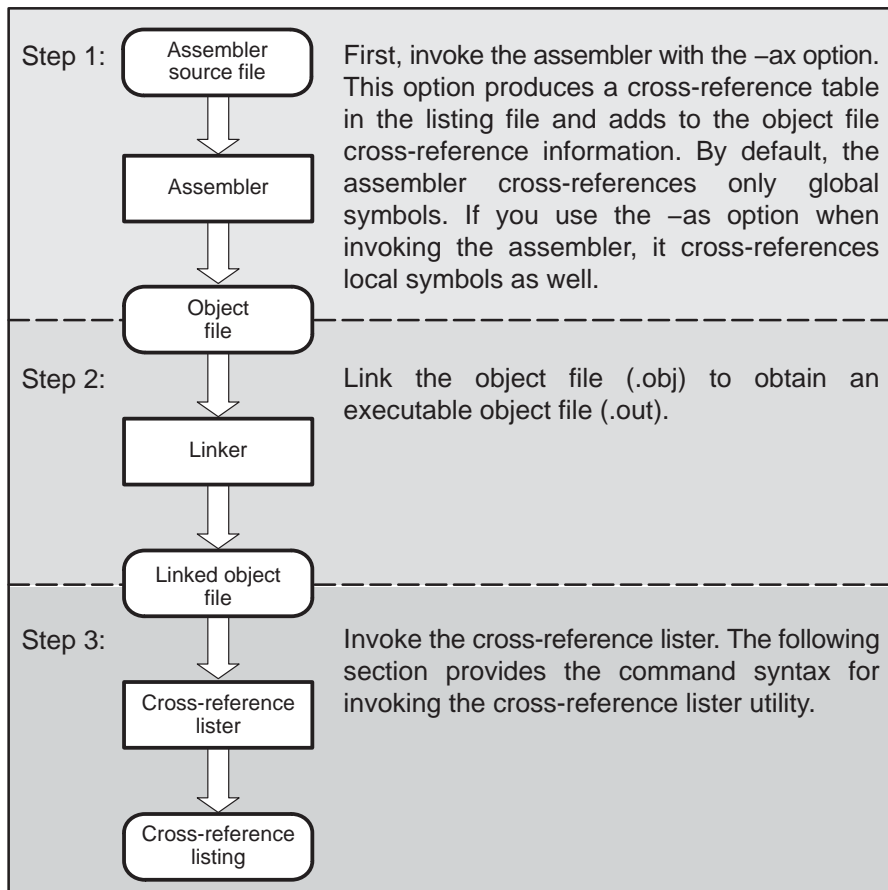 Step 1:
Assembler
source file
Assembler
Object
file
First, invoke the assembler with the –ax option.
This option produces a cross-reference table
in the listing file and adds to the object file
cross-reference information. By default, the
assembler cross-references only global
symbols. If you use the –as option when
invoking the assembler, it cross-references
local symbols as well.
Step 2:
Linker
Linked object
file
Link the object file (.obj) to obtain an
executable object file (.out).
Step 3:
Cross-reference
lister
Cross-reference
listing
Invoke the cross-reference lister. The following
section provides the command syntax for
invoking the cross-reference lister utility.